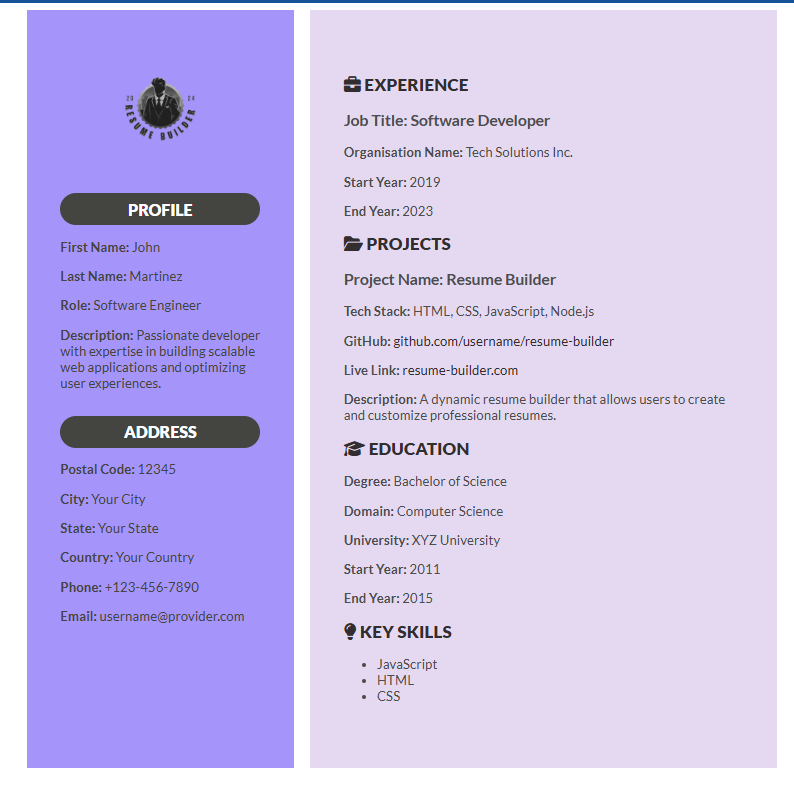 20 24
RESUME BUILDER
PROFILE
First Name: John
Last Name: Martinez
Role: Software Engineer
Description: Passionate developer
with expertise in building scalable
web applications and optimizing
user experiences.
ADDRESS
Postal Code: 12345
City: Your City
State: Your State
Country: Your Country
Phone: +123-456-7890
Email: username@provider.com
EXPERIENCE
Job Title: Software Developer
Organisation Name: Tech Solutions Inc.
Start Year: 2019
End Year: 2023
PROJECTS
Project Name: Resume Builder
Tech Stack: HTML, CSS, JavaScript, Node.js
GitHub: github.com/username/resume-builder
Live Link: resume-builder.com
Description: A dynamic resume builder that allows users to create
and customize professional resumes.
EDUCATION
Degree: Bachelor of Science
Domain: Computer Science
University: XYZ University
Start Year: 2011
End Year: 2015
KEY SKILLS
• JavaScript
• HTML
• CSS